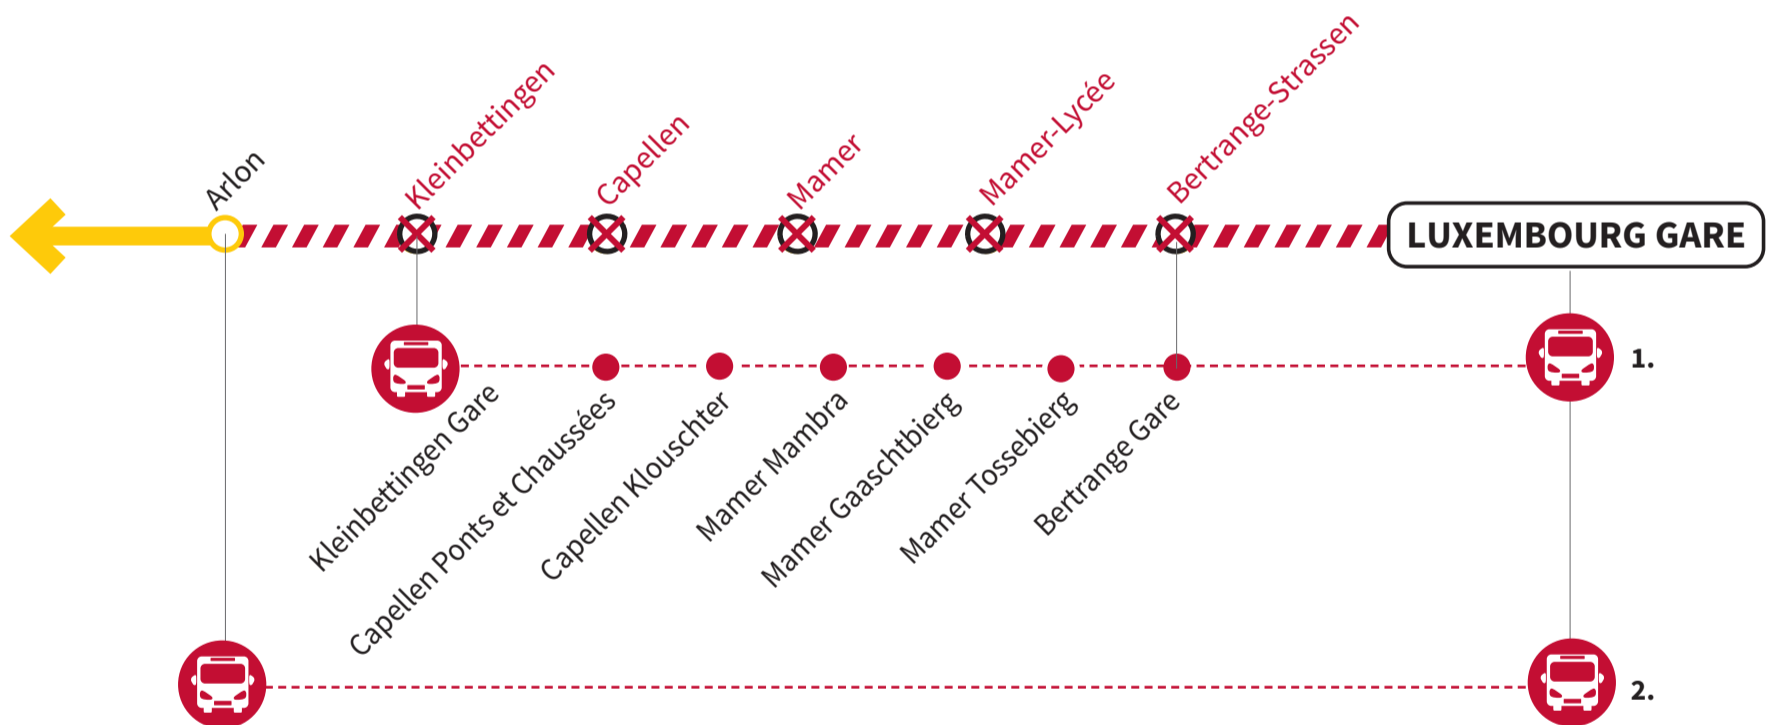 Arlon
Kleinbettingen
Capellen
Mamer
Mamer-Lycée
Bertrange-Strassen
LUXEMBOURG GARE
1.
Kleinbettingen Gare
Capellen Ponts et Chaussées
Capellen Klouschter
Mamer Mambra
Mamer Gaaschtbierg
Mamer Tossebierg
Bertrange Gare
2.